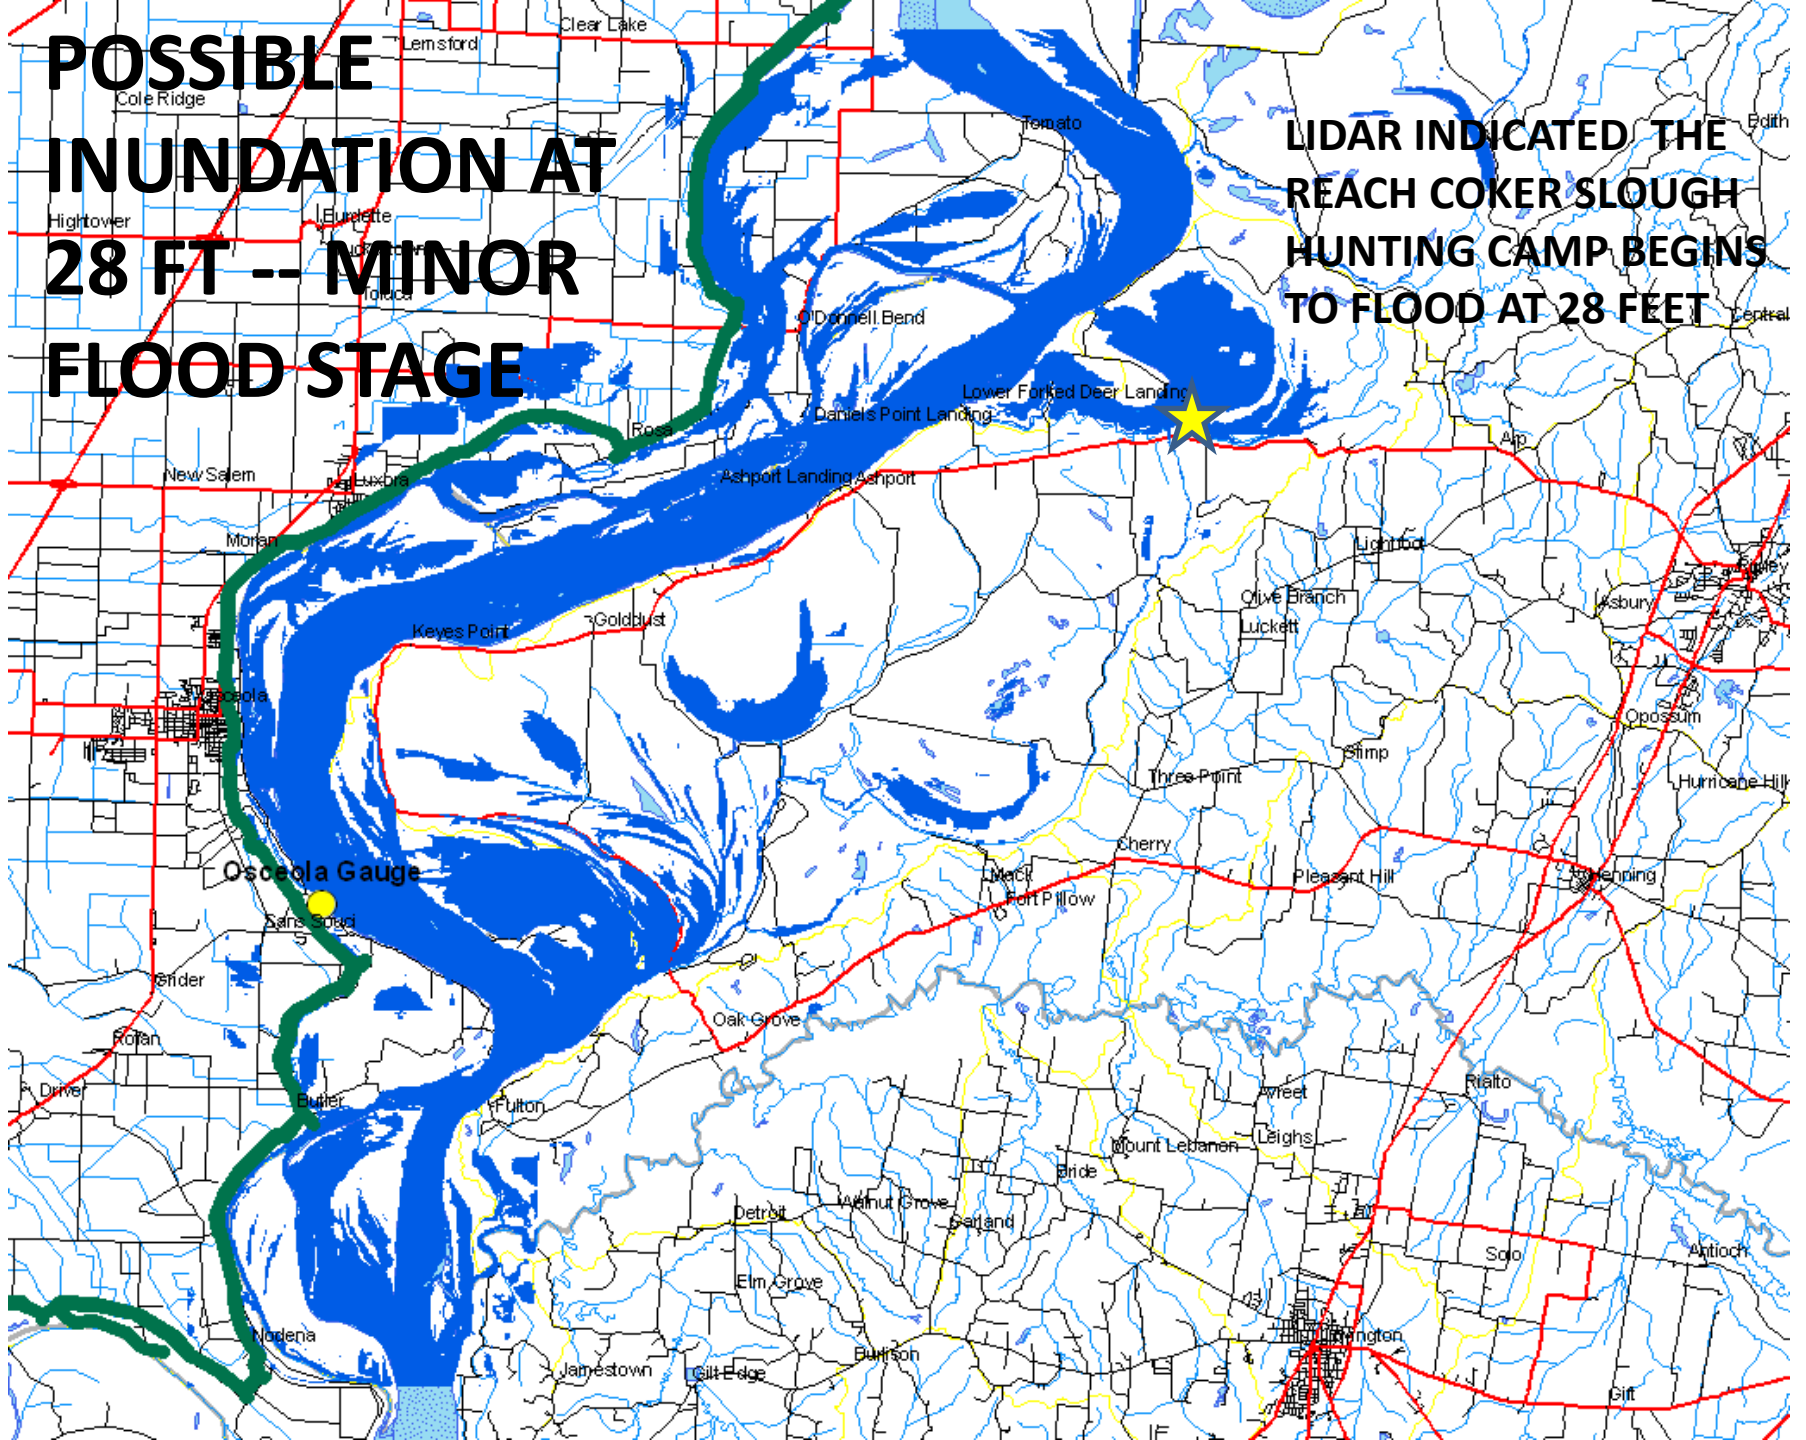 POSSIBLE
INUNDATION AT
28 FT -- MINOR
FLOOD STAGE
LIDAR INDICATED THE
REACH COKER SLOUGH
HUNTING CAMP BEGINS
TO FLOOD AT 28 FEET
Clear Lake
Lemsford
Cole Ridge
Tomato
Edith
Hightower
Burdette
Toluca
O'Donnell Bend
Central
Lower Forked Deer Landing
Daniels Point Landing
Rosa
Arp
New Salem
Luxora
Ashport Landing
Ashport
Moran
Lightfoot
Ripley
Olive Branch
Asbury
Luckett
Golddust
Keyes Point
Osceola
Opossum
Glimp
Three Point
Hurricane Hill
Cherry
Osceola Gauge
Mack
Pleasant Hill
Henning
Fort Pillow
Sans Souci
Grider
Oak Grove
Rotan
Driver
Rialto
Butler
Fulton
Avreet
Leighs
Mount Lebanon
Bride
Walnut Grove
Detroit
Garland
Solo
Antioch
Elm Grove
Nodena
Burlison
Jamestown
Gilt Edge
Gift